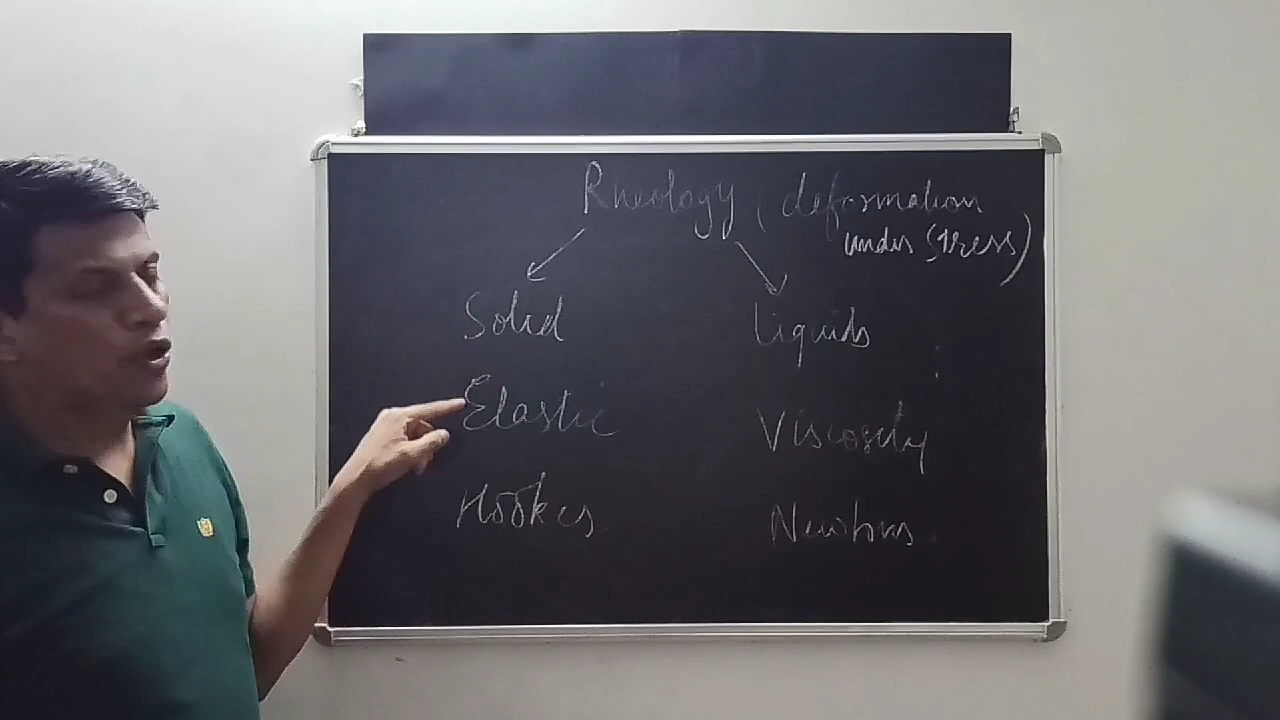 Rheology (deformation
under stress)
Solid
Liquids
Elastic
Viscosity
Hookes
Newtons